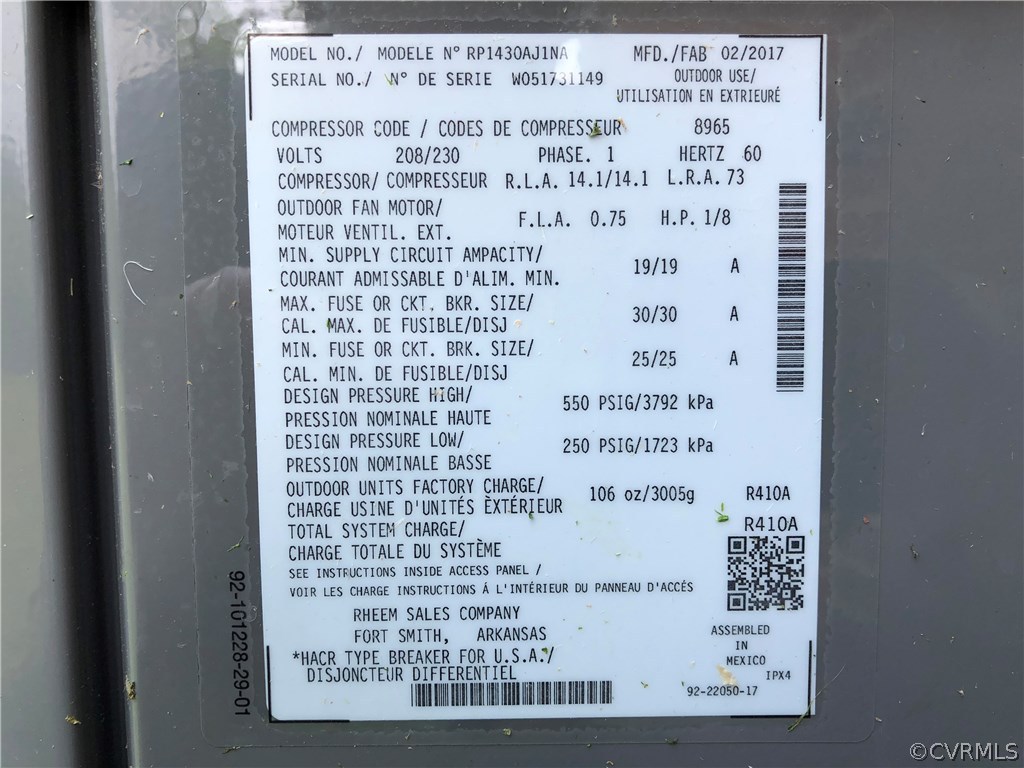 MODEL NO./ MODELE N° RP1430AJ1NA MFD./FAB 02/2017
SERIAL NO./ N° DE SERIE W051731149 OUTDOOR USE/
UTILISATION EN EXTRIEURÉ
COMPRESSOR CODE / CODES DE COMPRESSEUR 8965
VOLTS 208/230 PHASE. 1 HERTZ 60
COMPRESSOR/ COMPRESSEUR R.L.A. 14.1/14.1 L.R.A. 73
OUTDOOR FAN MOTOR/
MOTEUR VENTIL. EXT. F.L.A. 0.75 H.P. 1/8
MIN. SUPPLY CIRCUIT AMPACITY/
COURANT ADMISSABLE D'ALIM. MIN. 19/19 A
MAX. FUSE OR CKT. BKR. SIZE/
CAL. MAX. DE FUSIBLE/DISJ 30/30 A
MIN. FUSE OR CKT. BRK. SIZE/
CAL. MIN. DE FUSIBLE/DISJ 25/25 A
DESIGN PRESSURE HIGH/
PRESSION NOMINALE HAUTE 550 PSIG/3792 kPa
DESIGN PRESSURE LOW/
PRESSION NOMINALE BASSE 250 PSIG/1723 kPa
OUTDOOR UNITS FACTORY CHARGE/
CHARGE USINE D'UNITÉS ÈXTÉRIEUR 106 oz/3005g R410A
TOTAL SYSTEM CHARGE/ R410A
CHARGE TOTALE DU SYSTÈME
SEE INSTRUCTIONS INSIDE ACCESS PANEL /
VOIR LES CHARGE INSTRUCTIONS Á L'INTÉRIEUR DU PANNEAU D'ACCÈS
RHEEM SALES COMPANY
FORT SMITH, ARKANSAS
ASSEMBLED
IN
MEXICO
*HACR TYPE BREAKER FOR U.S.A./
DISJONCTEUR DIFFERENTIEL
IPX4
92-22050-17
92-101228-29-01
©CVRMLS